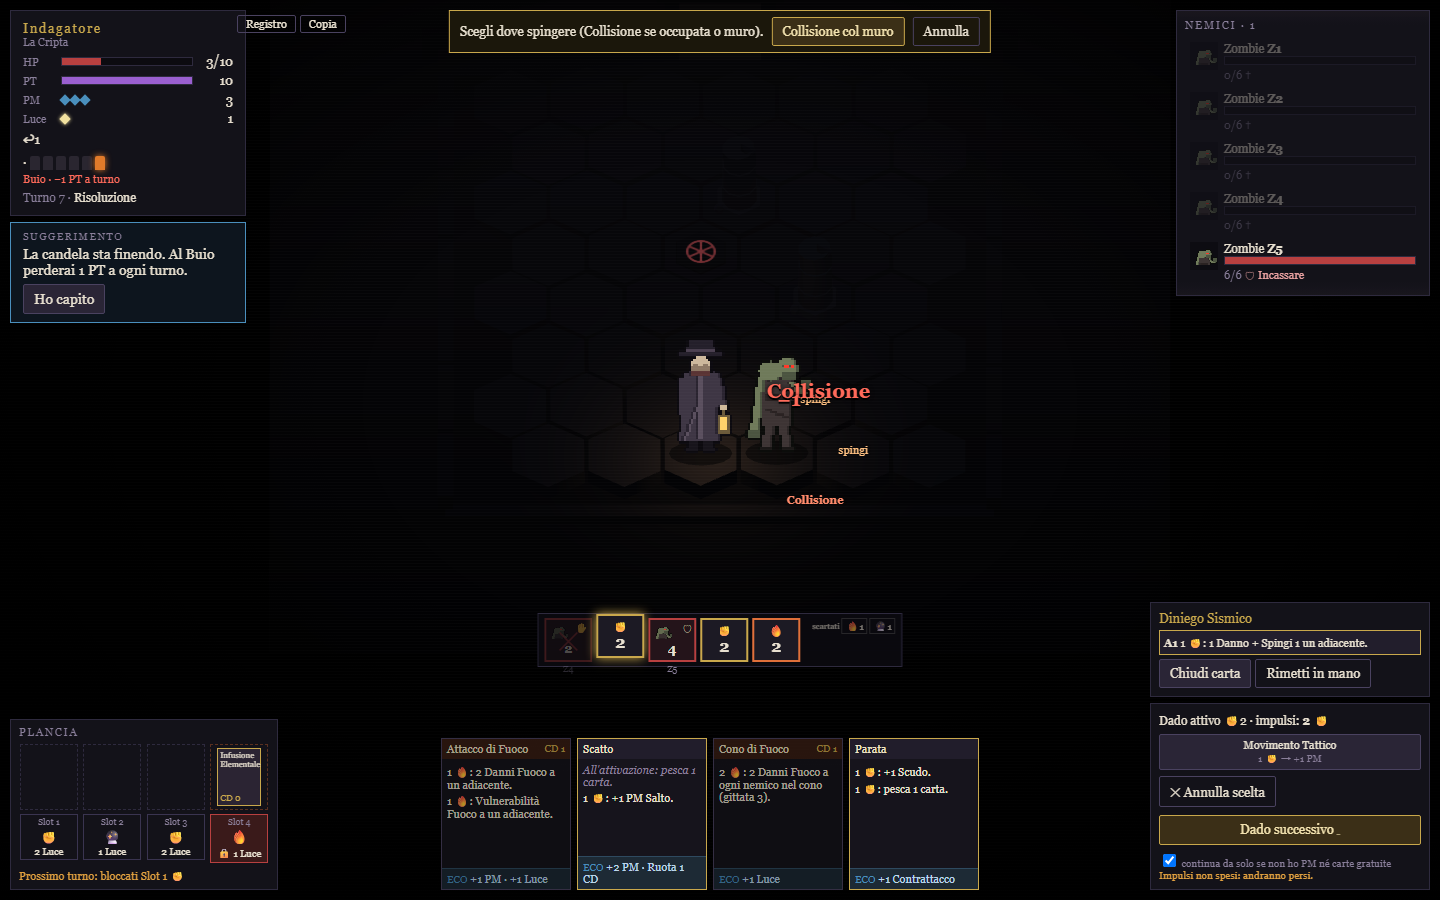 Indagatore
La Cripta
HP 3/10
PT 10
PM 3
Luce 1
↩1
Buio · −1 PT a turno
Turno 7 · Risoluzione
Registro
Copia
SUGGERIMENTO
La candela sta finendo. Al Buio
perderai 1 PT a ogni turno.
Ho capito
Scegli dove spingere (Collisione se occupata o muro).
Collisione col muro
Annulla
NEMICI · 1
Zombie Z1
0/6 †
Zombie Z2
0/6 †
Zombie Z3
0/6 †
Zombie Z4
0/6 †
Zombie Z5
6/6 Incassare
Collisione
spingi
spingi
Collisione
2
2
4
2
2
Z4
Z5
scartati 1 1
Diniego Sismico
A1 1 : 1 Danno + Spingi 1 un adiacente.
Chiudi carta
Rimetti in mano
Dado attivo 2 · impulsi: 2
Movimento Tattico
1 → +1 PM
✕ Annulla scelta
Dado successivo
continua da solo se non ho PM né carte gratuite
Impulsi non spesi: andranno persi.
PLANCIA
Infusione
Elementale
CD 0
Slot 1
2 Luce
Slot 2
1 Luce
Slot 3
2 Luce
Slot 4
1 Luce
Prossimo turno: bloccati Slot 1
Attacco di Fuoco CD 1
1 : 2 Danni Fuoco a
un adiacente.
1 : Vulnerabilità
Fuoco a un adiacente.
ECO +1 PM · +1 Luce
Scatto
All'attivazione: pesca 1
carta.
1 : +1 PM Salto.
ECO +2 PM · Ruota 1
CD
Cono di Fuoco CD 1
2 : 2 Danni Fuoco a
ogni nemico nel cono
(gittata 3).
ECO +1 Luce
Parata
1 : +1 Scudo.
1 : pesca 1 carta.
ECO +1 Contrattacco